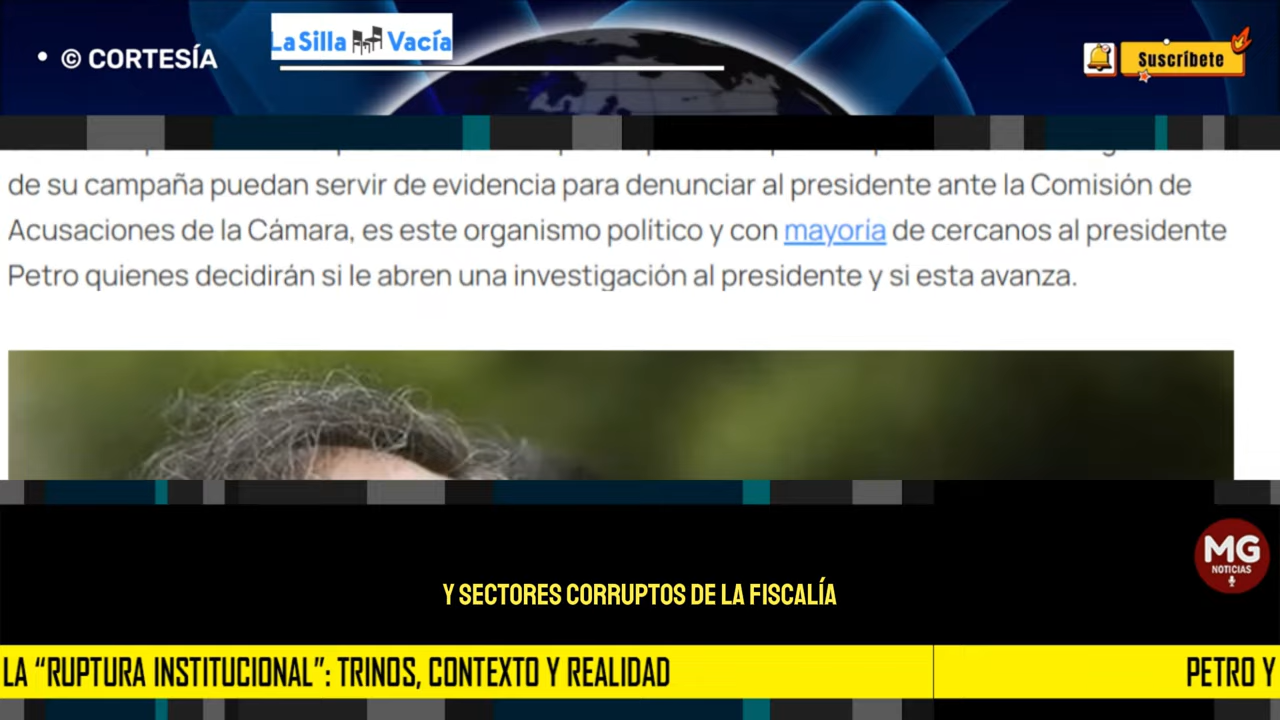 • © CORTESÍA
La Silla Vacía
Suscríbete
de su campaña puedan servir de evidencia para denunciar al presidente ante la Comisión de
Acusaciones de la Cámara, es este organismo político y con mayoría de cercanos al presidente
Petro quienes decidirán si le abren una investigación al presidente y si esta avanza.
MG
NOTICIAS
Y SECTORES CORRUPTOS DE LA FISCALÍA
LA “RUPTURA INSTITUCIONAL”: TRINOS, CONTEXTO Y REALIDAD
PETRO Y